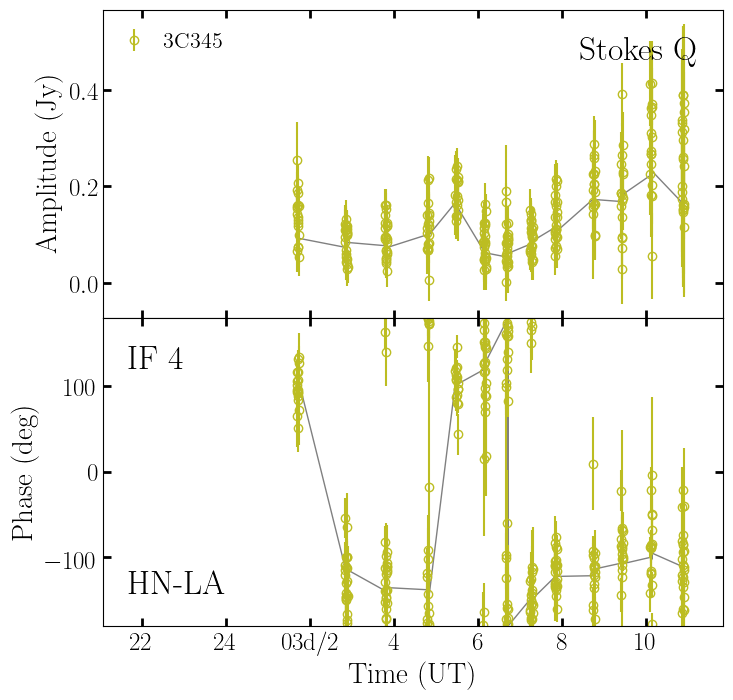 3C345
Stokes Q
Amplitude (Jy)
0.4
0.2
0.0
IF 4
HN-LA
Phase (deg)
100
0
−100
22 24 03d/2 4 6 8 10
Time (UT)